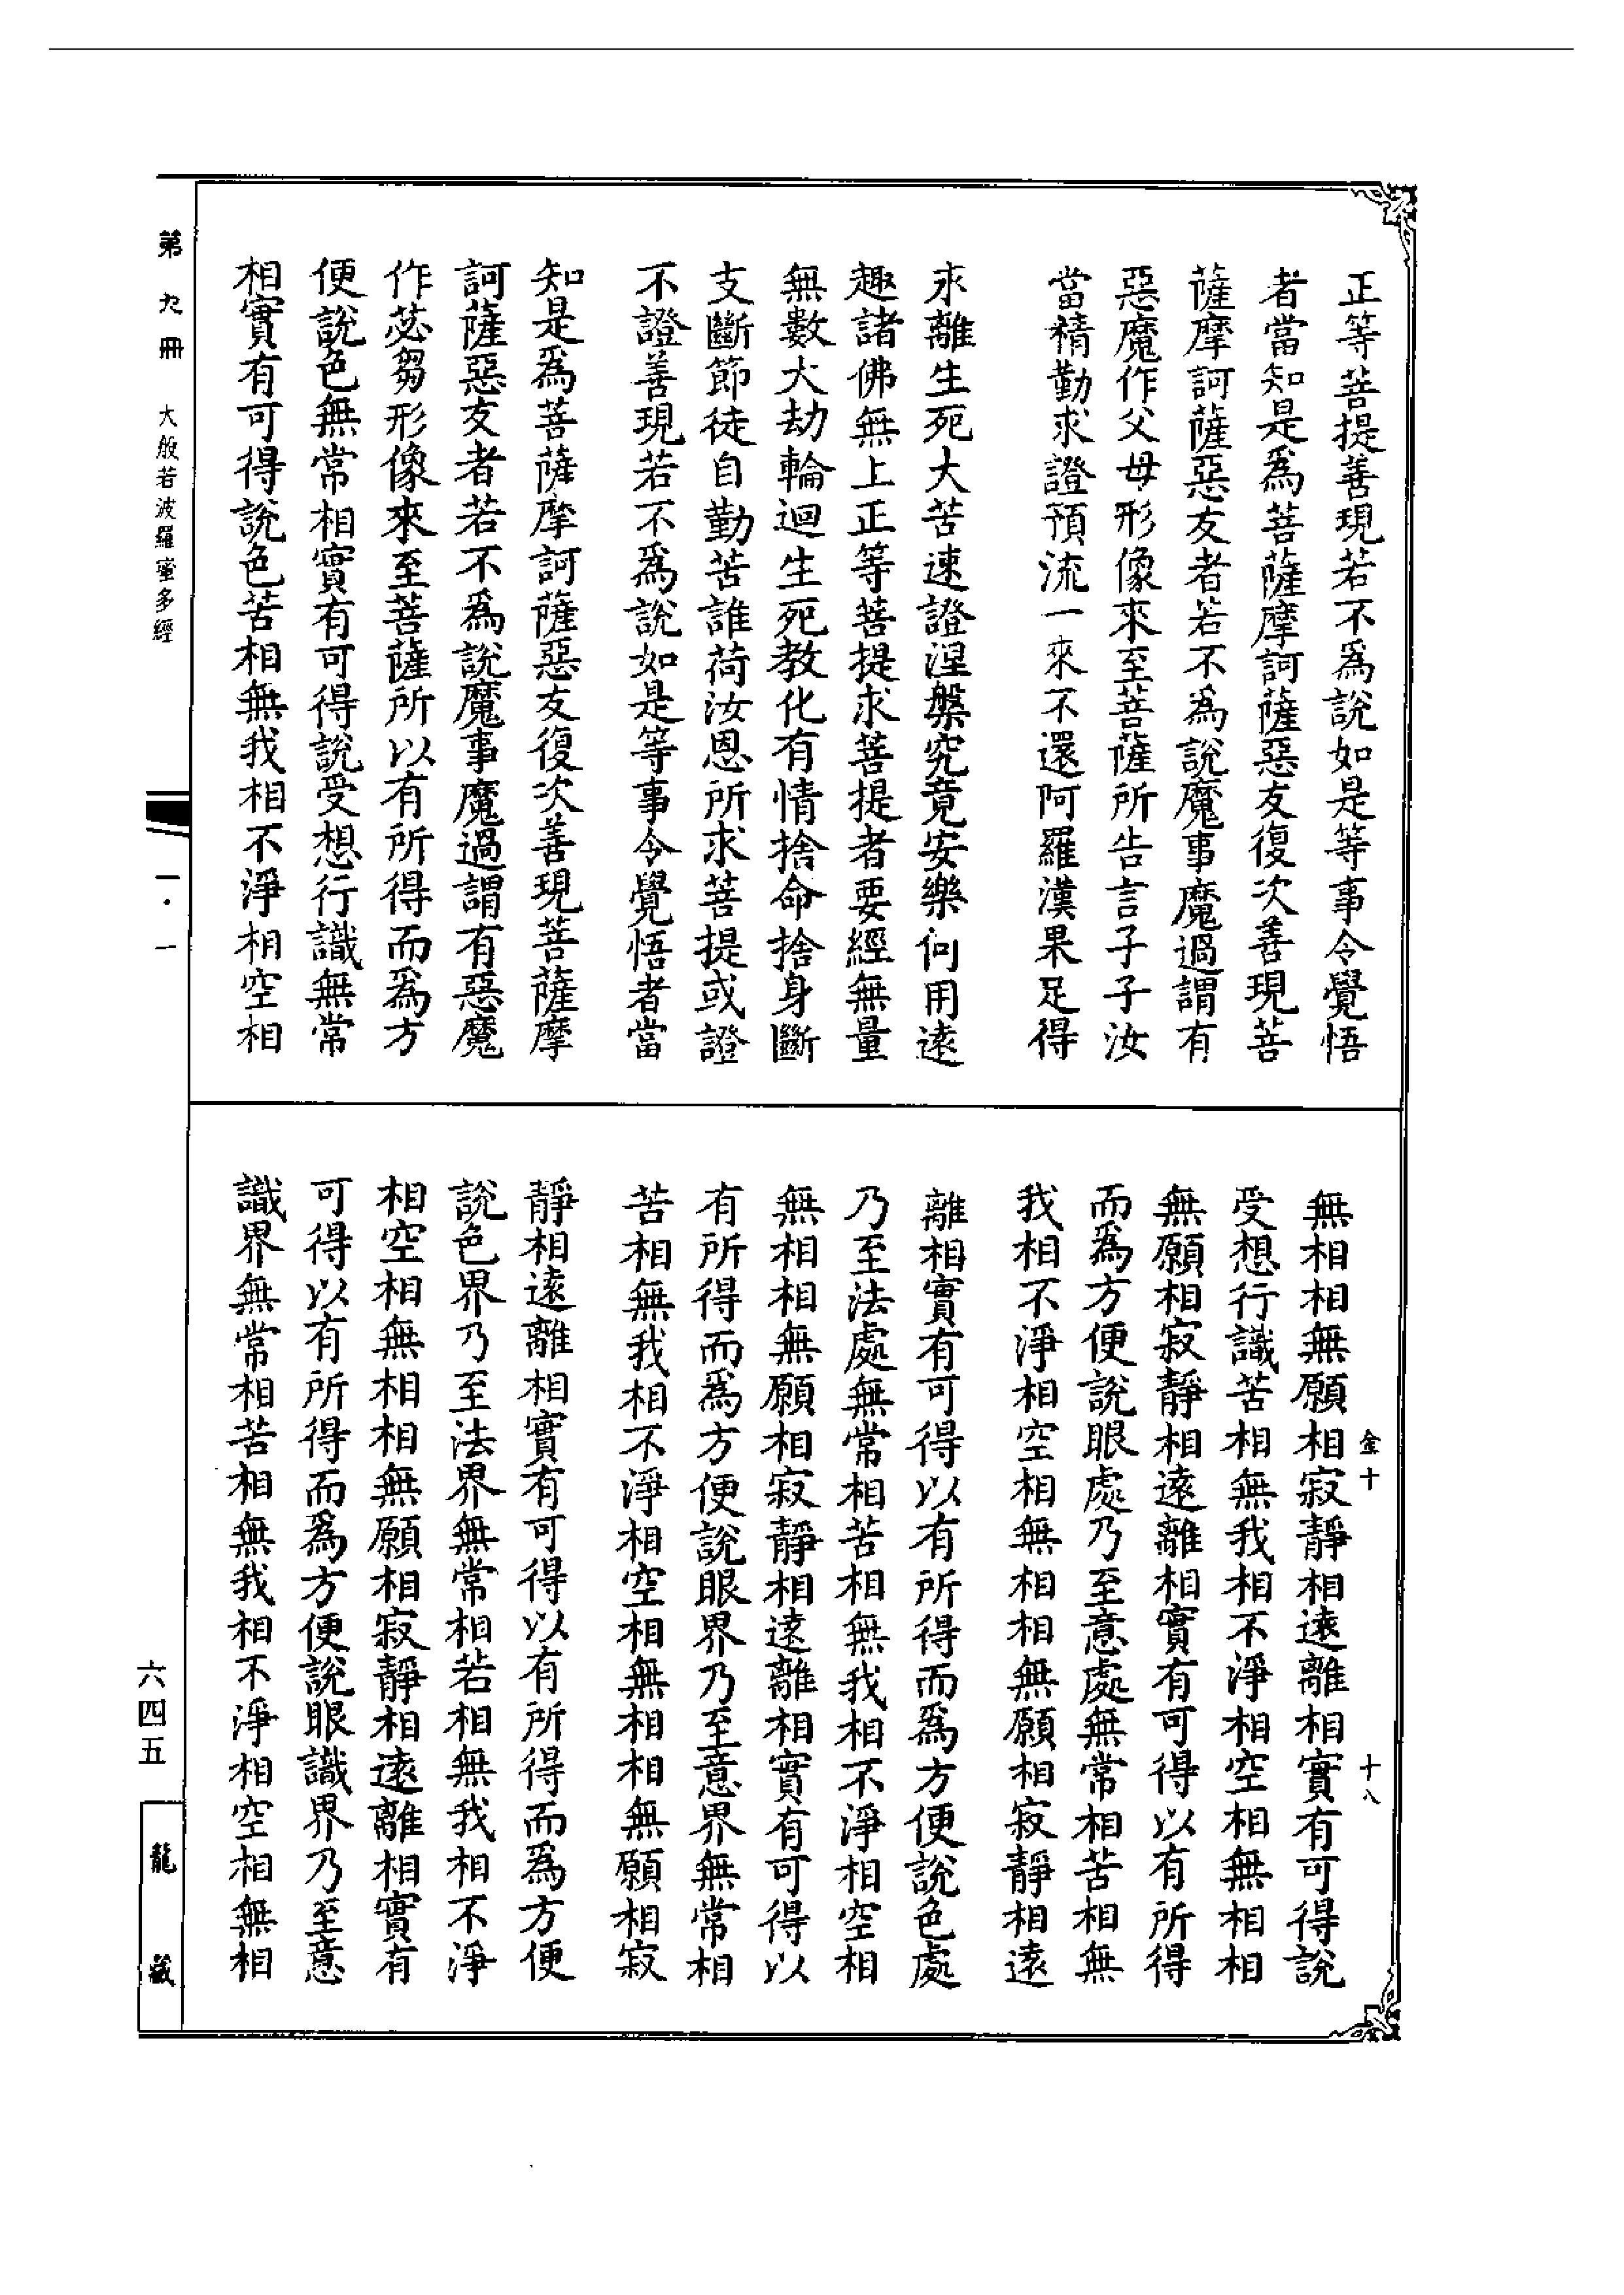 正等菩提善現若不爲說如是等事令覺悟
者當知是爲菩薩摩訶薩惡友復次善現菩
薩摩訶薩惡友者若不爲說魔事魔過謂有
惡魔作父母形像來至菩薩所告言子子汝
當精勤求證預流一來不還阿羅漢果足得
永離生死大苦速證涅槃究竟安樂何用遠
趣諸佛無上正等菩提求菩提者要經無量
無數大劫輪迴生死教化有情捨命捨身斷
支斷節徒自勤苦誰荷汝恩所求菩提或證
不證善現若不爲說如是等事令覺悟者當
知是爲菩薩摩訶薩惡友復次善現菩薩摩
訶薩惡友者若不爲說魔事魔過謂有惡魔
作苾芻形像來至菩薩所以有所得而爲方
便說色無常相實有可得說受想行識無常
相實有可得說色苦相無我相不淨相空相
無相相無願相寂靜相遠離相實有可得說
受想行識苦相無我相不淨相空相無相相
無願相寂靜相遠離相實有可得以有所得
而爲方便說眼處乃至意處無常相苦相無
我相不淨相空相無相相無願相寂靜相遠
離相實有可得以有所得而爲方便說色處
乃至法處無常相苦相無我相不淨相空相
無相相無願相寂靜相遠離相實有可得以
有所得而爲方便說眼界乃至意界無常相
苦相無我相不淨相空相無相相無願相寂
靜相遠離相實有可得以有所得而爲方便
說色界乃至法界無常相苦相無我相不淨
相空相無相相無願相寂靜相遠離相實有
可得以有所得而爲方便說眼識界乃至意
識界無常相苦相無我相不淨相空相無相
金十 十八
第九冊 大般若波羅蜜多經
一·一
六四五
龍藏